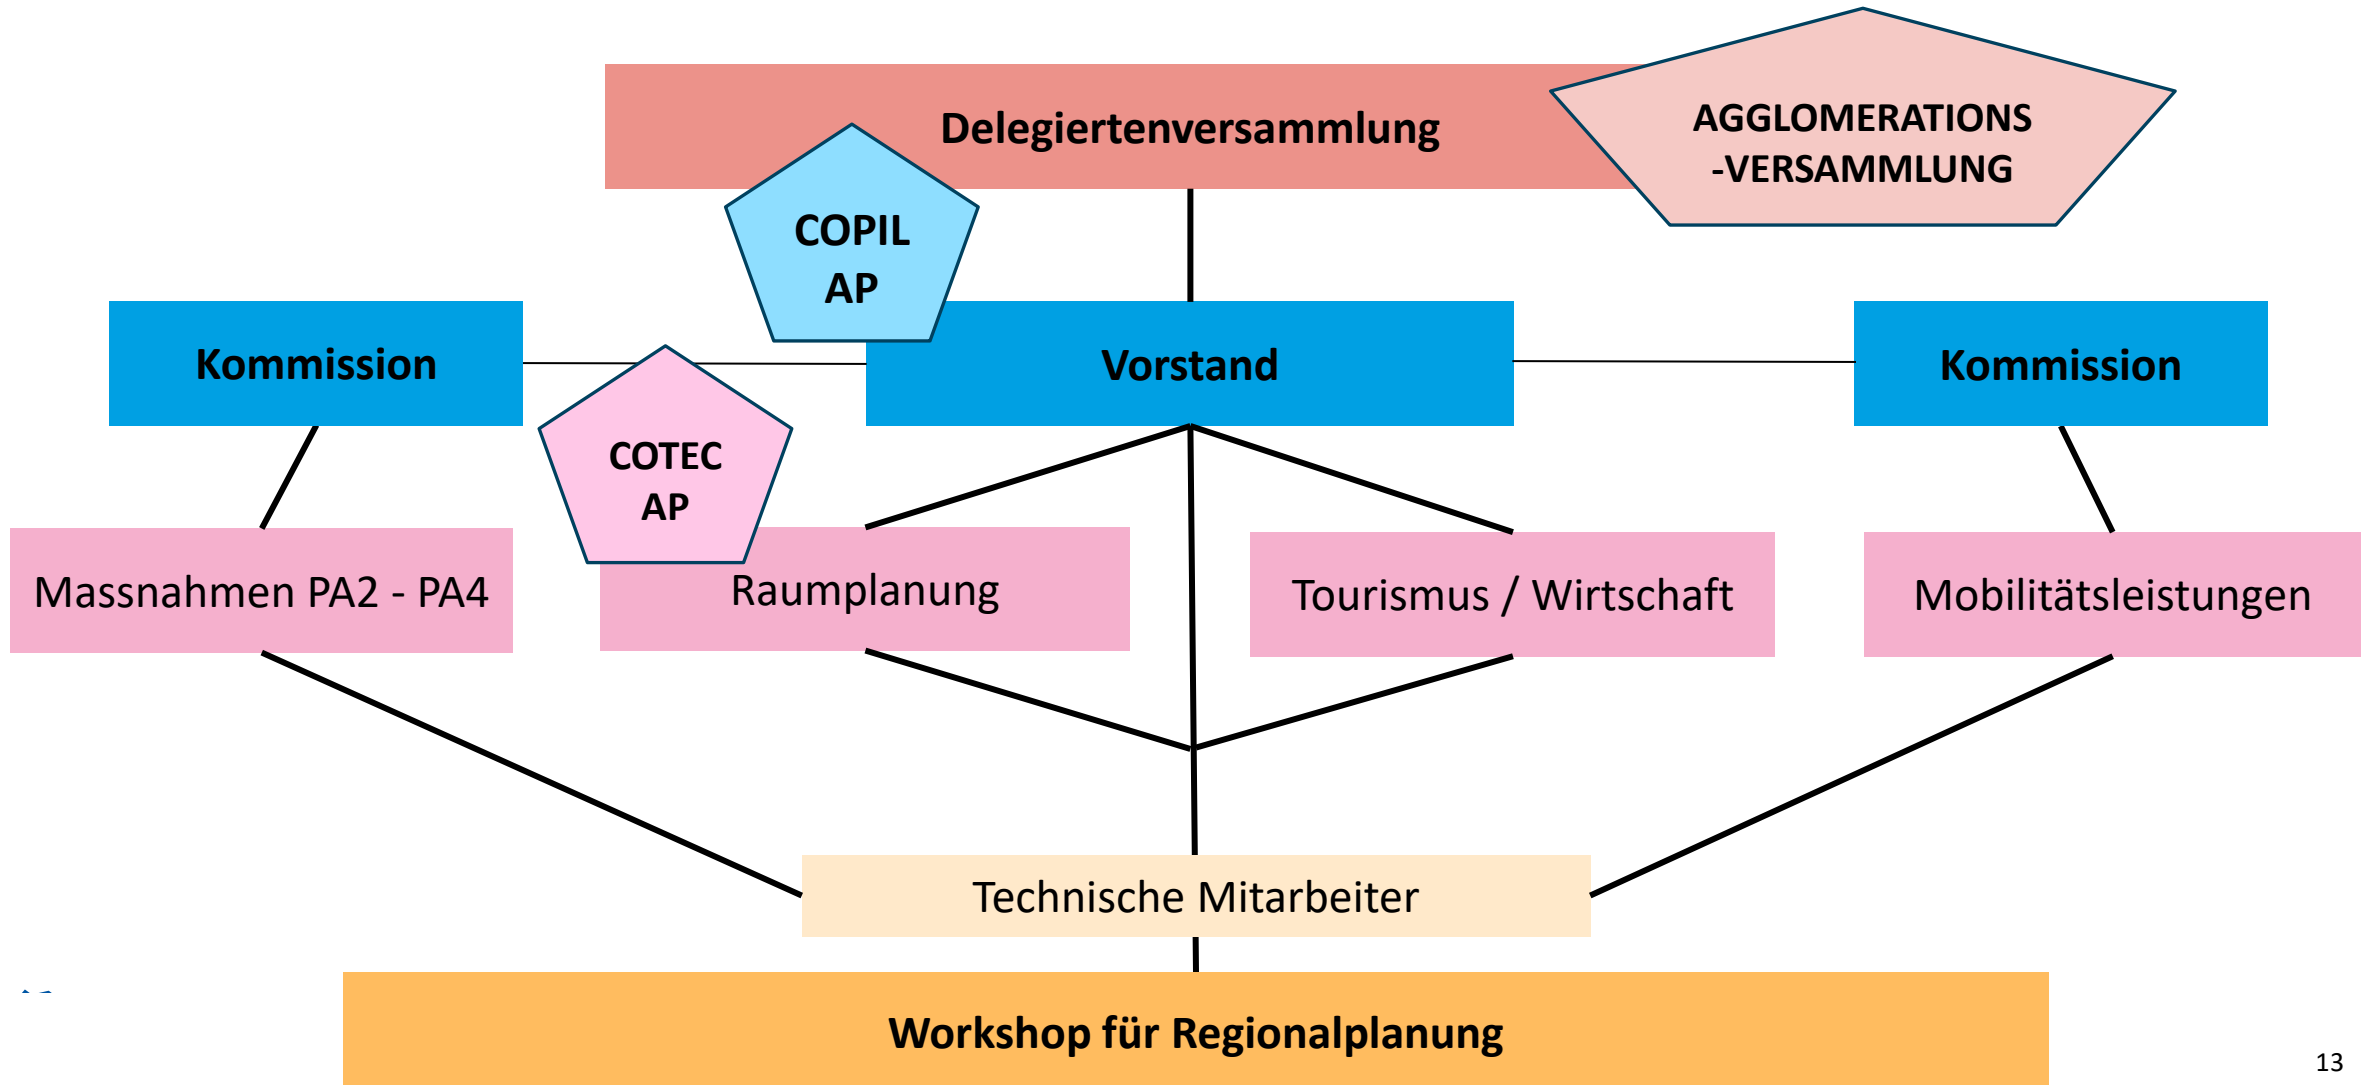 Delegiertenversammlung
AGGLOMERATIONS
-VERSAMMLUNG
COPIL
AP
Kommission
Vorstand
Kommission
COTEC
AP
Massnahmen PA2 - PA4
Raumplanung
Tourismus / Wirtschaft
Mobilitätsleistungen
Technische Mitarbeiter
Workshop für Regionalplanung
13